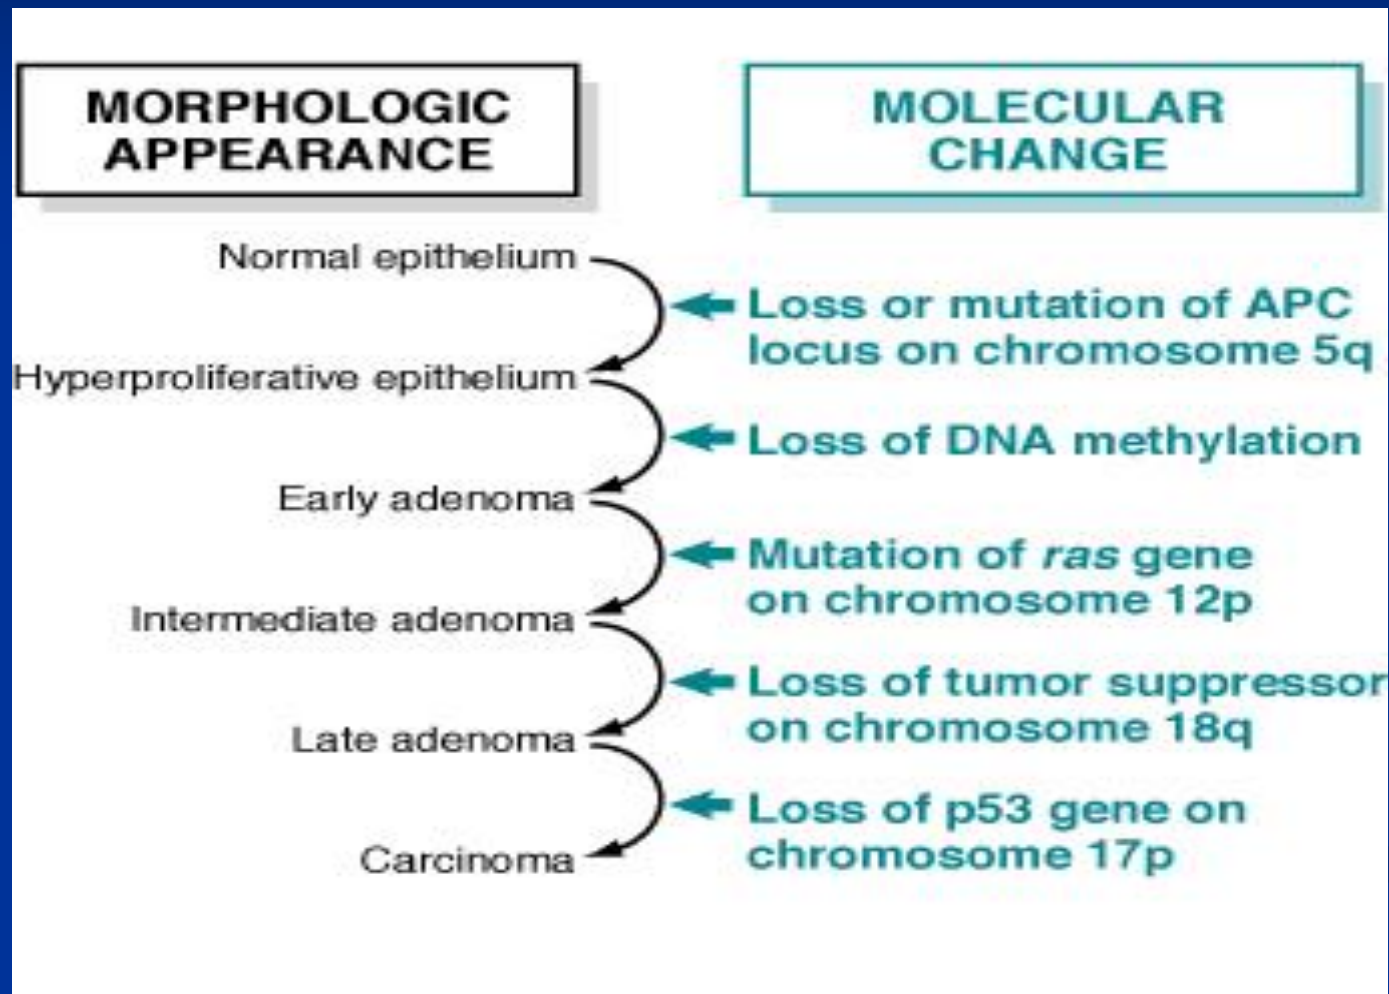 MORPHOLOGIC
APPEARANCE
MOLECULAR
CHANGE
Normal epithelium
Loss or mutation of APC
locus on chromosome 5q
Hyperproliferative epithelium
Loss of DNA methylation
Early adenoma
Mutation of ras gene
on chromosome 12p
Intermediate adenoma
Loss of tumor suppressor
on chromosome 18q
Late adenoma
Loss of p53 gene on
chromosome 17p
Carcinoma